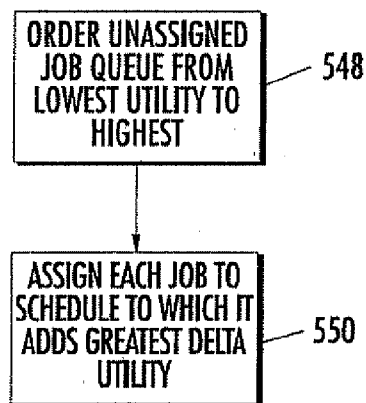 ORDER UNASSIGNED
JOB QUEUE FROM
LOWEST UTILITY TO
HIGHEST
548
ASSIGN EACH JOB TO
SCHEDULE TO WHICH IT
ADDS GREATEST DELTA
UTILITY
550